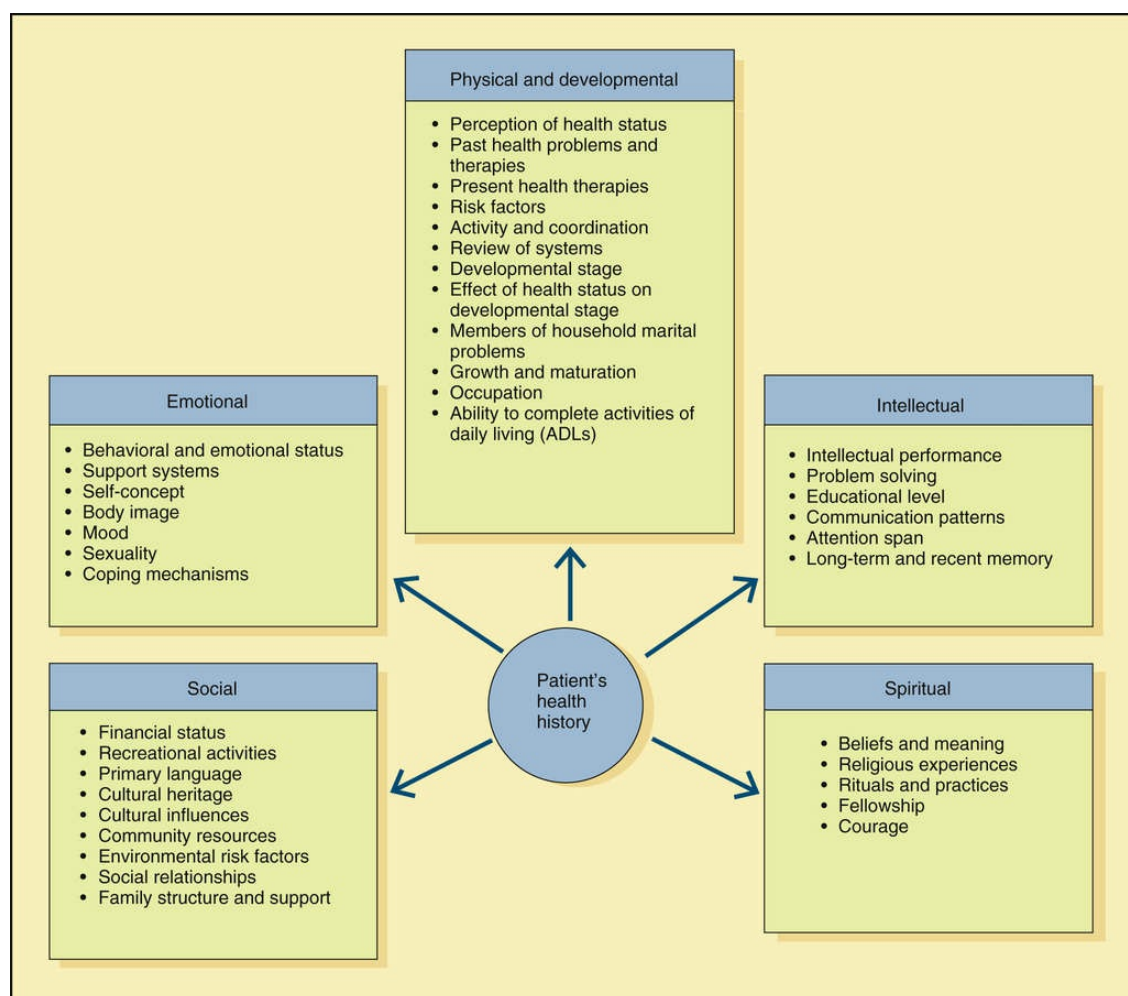 Physical and developmental
• Perception of health status
• Past health problems and
therapies
• Present health therapies
• Risk factors
• Activity and coordination
• Review of systems
• Developmental stage
• Effect of health status on
developmental stage
• Members of household marital
problems
• Growth and maturation
• Occupation
• Ability to complete activities of
daily living (ADLs)
Emotional
• Behavioral and emotional status
• Support systems
• Self-concept
• Body image
• Mood
• Sexuality
• Coping mechanisms
Intellectual
• Intellectual performance
• Problem solving
• Educational level
• Communication patterns
• Attention span
• Long-term and recent memory
Patient's
health
history
Social
• Financial status
• Recreational activities
• Primary language
• Cultural heritage
• Cultural influences
• Community resources
• Environmental risk factors
• Social relationships
• Family structure and support
Spiritual
• Beliefs and meaning
• Religious experiences
• Rituals and practices
• Fellowship
• Courage